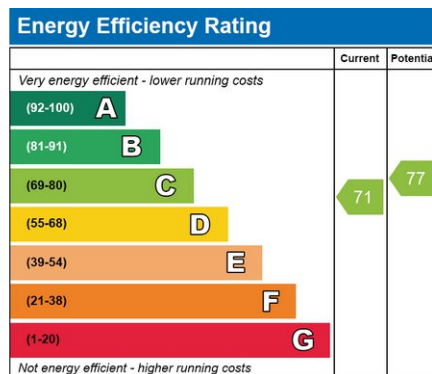 Energy Efficiency Rating
Current Potentia
Very energy efficient - lower running costs
(92-100) A
(81-91) B
(69-80) C
(55-68) D
(39-54) E
(21-38) F
(1-20) G
71
77
Not energy efficient - higher running costs